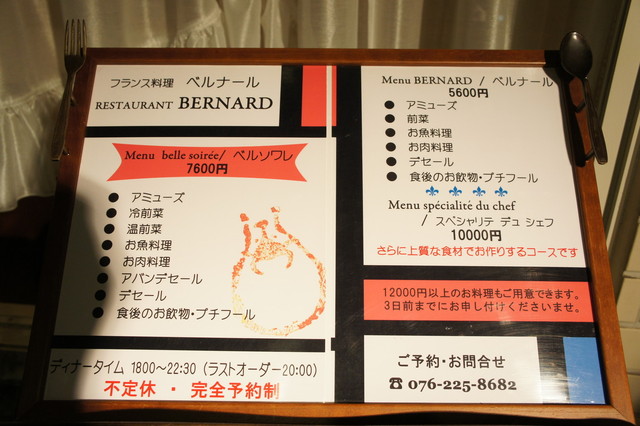 フランス料理 ベルナール
RESTAURANT BERNARD
Menu belle soirée/ ベルソワレ
7600円
● アミューズ
● 冷前菜
● 温前菜
● お魚料理
● お肉料理
● アバンデセール
● デセール
● 食後のお飲物・プチフール
ディナータイム 1800～22:30 (ラストオーダー20:00)
不定休 ・ 完全予約制
Menu BERNARD / ベルナール
5600円
● アミューズ
● 前菜
● お魚料理
● お肉料理
● デセール
● 食後のお飲物・プチフール
Menu spécialité du chef
/ スペシャリテ デュ シェフ
10000円
さらに上質な食材でお作りするコースです
12000円以上のお料理もご用意できます。
3日前までにお申し付けくださいませ。
ご予約・お問合せ
☎ 076-225-8682